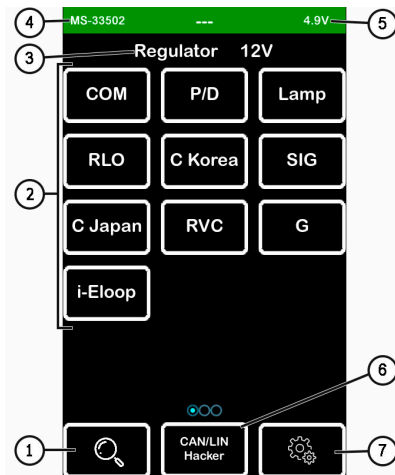 4 MS-33502 --- 4.9V 5
3 Regulator 12V
COM P/D Lamp
2 RLO C Korea SIG
C Japan RVC G
i-Eloop
6
1 CAN/LIN 7
Hacker